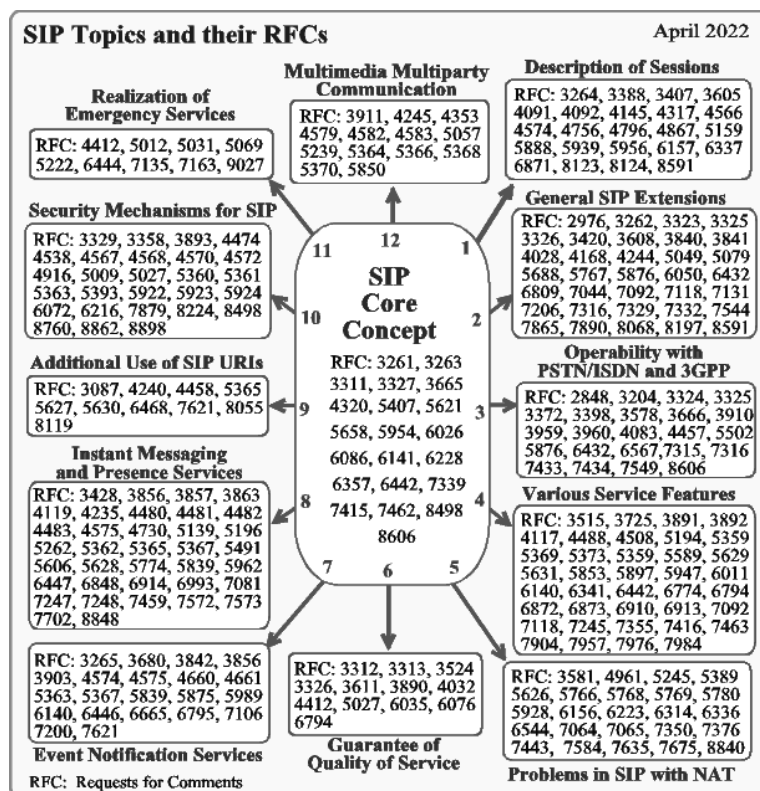 SIP Topics and their RFCs
April 2022
Realization of
Emergency Services
RFC: 4412, 5012, 5031, 5069
5222, 6444, 7135, 7163, 9027
Multimedia Multiparty
Communication
RFC: 3911, 4245, 4353
4579, 4582, 4583, 5057
5239, 5364, 5366, 5368
5370, 5850
Description of Sessions
RFC: 3264, 3388, 3407, 3605
4091, 4092, 4145, 4317, 4566
4574, 4756, 4796, 4867, 5159
5888, 5939, 5956, 6157, 6337
6871, 8123, 8124, 8591
Security Mechanisms for SIP
RFC: 3329, 3358, 3893, 4474
4538, 4567, 4568, 4570, 4572
4916, 5009, 5027, 5360, 5361
5363, 5393, 5922, 5923, 5924
6072, 6216, 7879, 8224, 8498
8760, 8862, 8898
General SIP Extensions
RFC: 2976, 3262, 3323, 3325
3326, 3420, 3608, 3840, 3841
4028, 4168, 4244, 5049, 5079
5688, 5767, 5876, 6050, 6432
6809, 7044, 7092, 7118, 7131
7206, 7316, 7329, 7332, 7544
7865, 7890, 8068, 8197, 8591
Additional Use of SIP URIs
RFC: 3087, 4240, 4458, 5365
5627, 5630, 6468, 7621, 8055
8119
Operability with
PSTN/ISDN and 3GPP
RFC: 2848, 3204, 3324, 3325
3372, 3398, 3578, 3666, 3910
3959, 3960, 4083, 4457, 5502
5876, 6432, 6567,7315, 7316
7433, 7434, 7549, 8606
Instant Messaging
and Presence Services
RFC: 3428, 3856, 3857, 3863
4119, 4235, 4480, 4481, 4482
4483, 4575, 4730, 5139, 5196
5262, 5362, 5365, 5367, 5491
5606, 5628, 5774, 5839, 5962
6447, 6848, 6914, 6993, 7081
7247, 7248, 7459, 7572, 7573
7702, 8848
Various Service Features
RFC: 3515, 3725, 3891, 3892
4117, 4488, 4508, 5194, 5359
5369, 5373, 5359, 5589, 5629
5631, 5853, 5897, 5947, 6011
6140, 6341, 6442, 6774, 6794
6872, 6873, 6910, 6913, 7092
7118, 7245, 7355, 7416, 7463
7904, 7957, 7976, 7984
11
12
1
10
2
9
3
8
4
7
6
5
SIP
Core
Concept
RFC: 3261, 3263
3311, 3327, 3665
4320, 5407, 5621
5658, 5954, 6026
6086, 6141, 6228
6357, 6442, 7339
7415, 7462, 8498
8606
RFC: 3265, 3680, 3842, 3856
3903, 4574, 4575, 4660, 4661
5363, 5367, 5839, 5875, 5989
6140, 6446, 6665, 6795, 7106
7200, 7621
Event Notification Services
RFC: 3312, 3313, 3524
3326, 3611, 3890, 4032
4412, 5027, 6035, 6076
6794
Guarantee of
Quality of Service
RFC: 3581, 4961, 5245, 5389
5626, 5766, 5768, 5769, 5780
5928, 6156, 6223, 6314, 6336
6544, 7064, 7065, 7350, 7376
7443, 7584, 7635, 7675, 8840
Problems in SIP with NAT
RFC: Requests for Comments